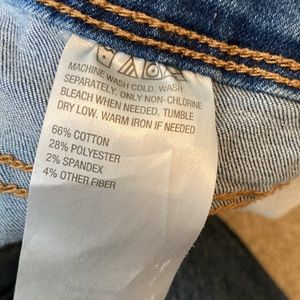 MACHINE WASH COLD, WASH
SEPARATELY. ONLY NON-CHLORINE
BLEACH WHEN NEEDED. TUMBLE
DRY LOW. WARM IRON IF NEEDED
66% COTTON
28% POLYESTER
2% SPANDEX
4% OTHER FIBER